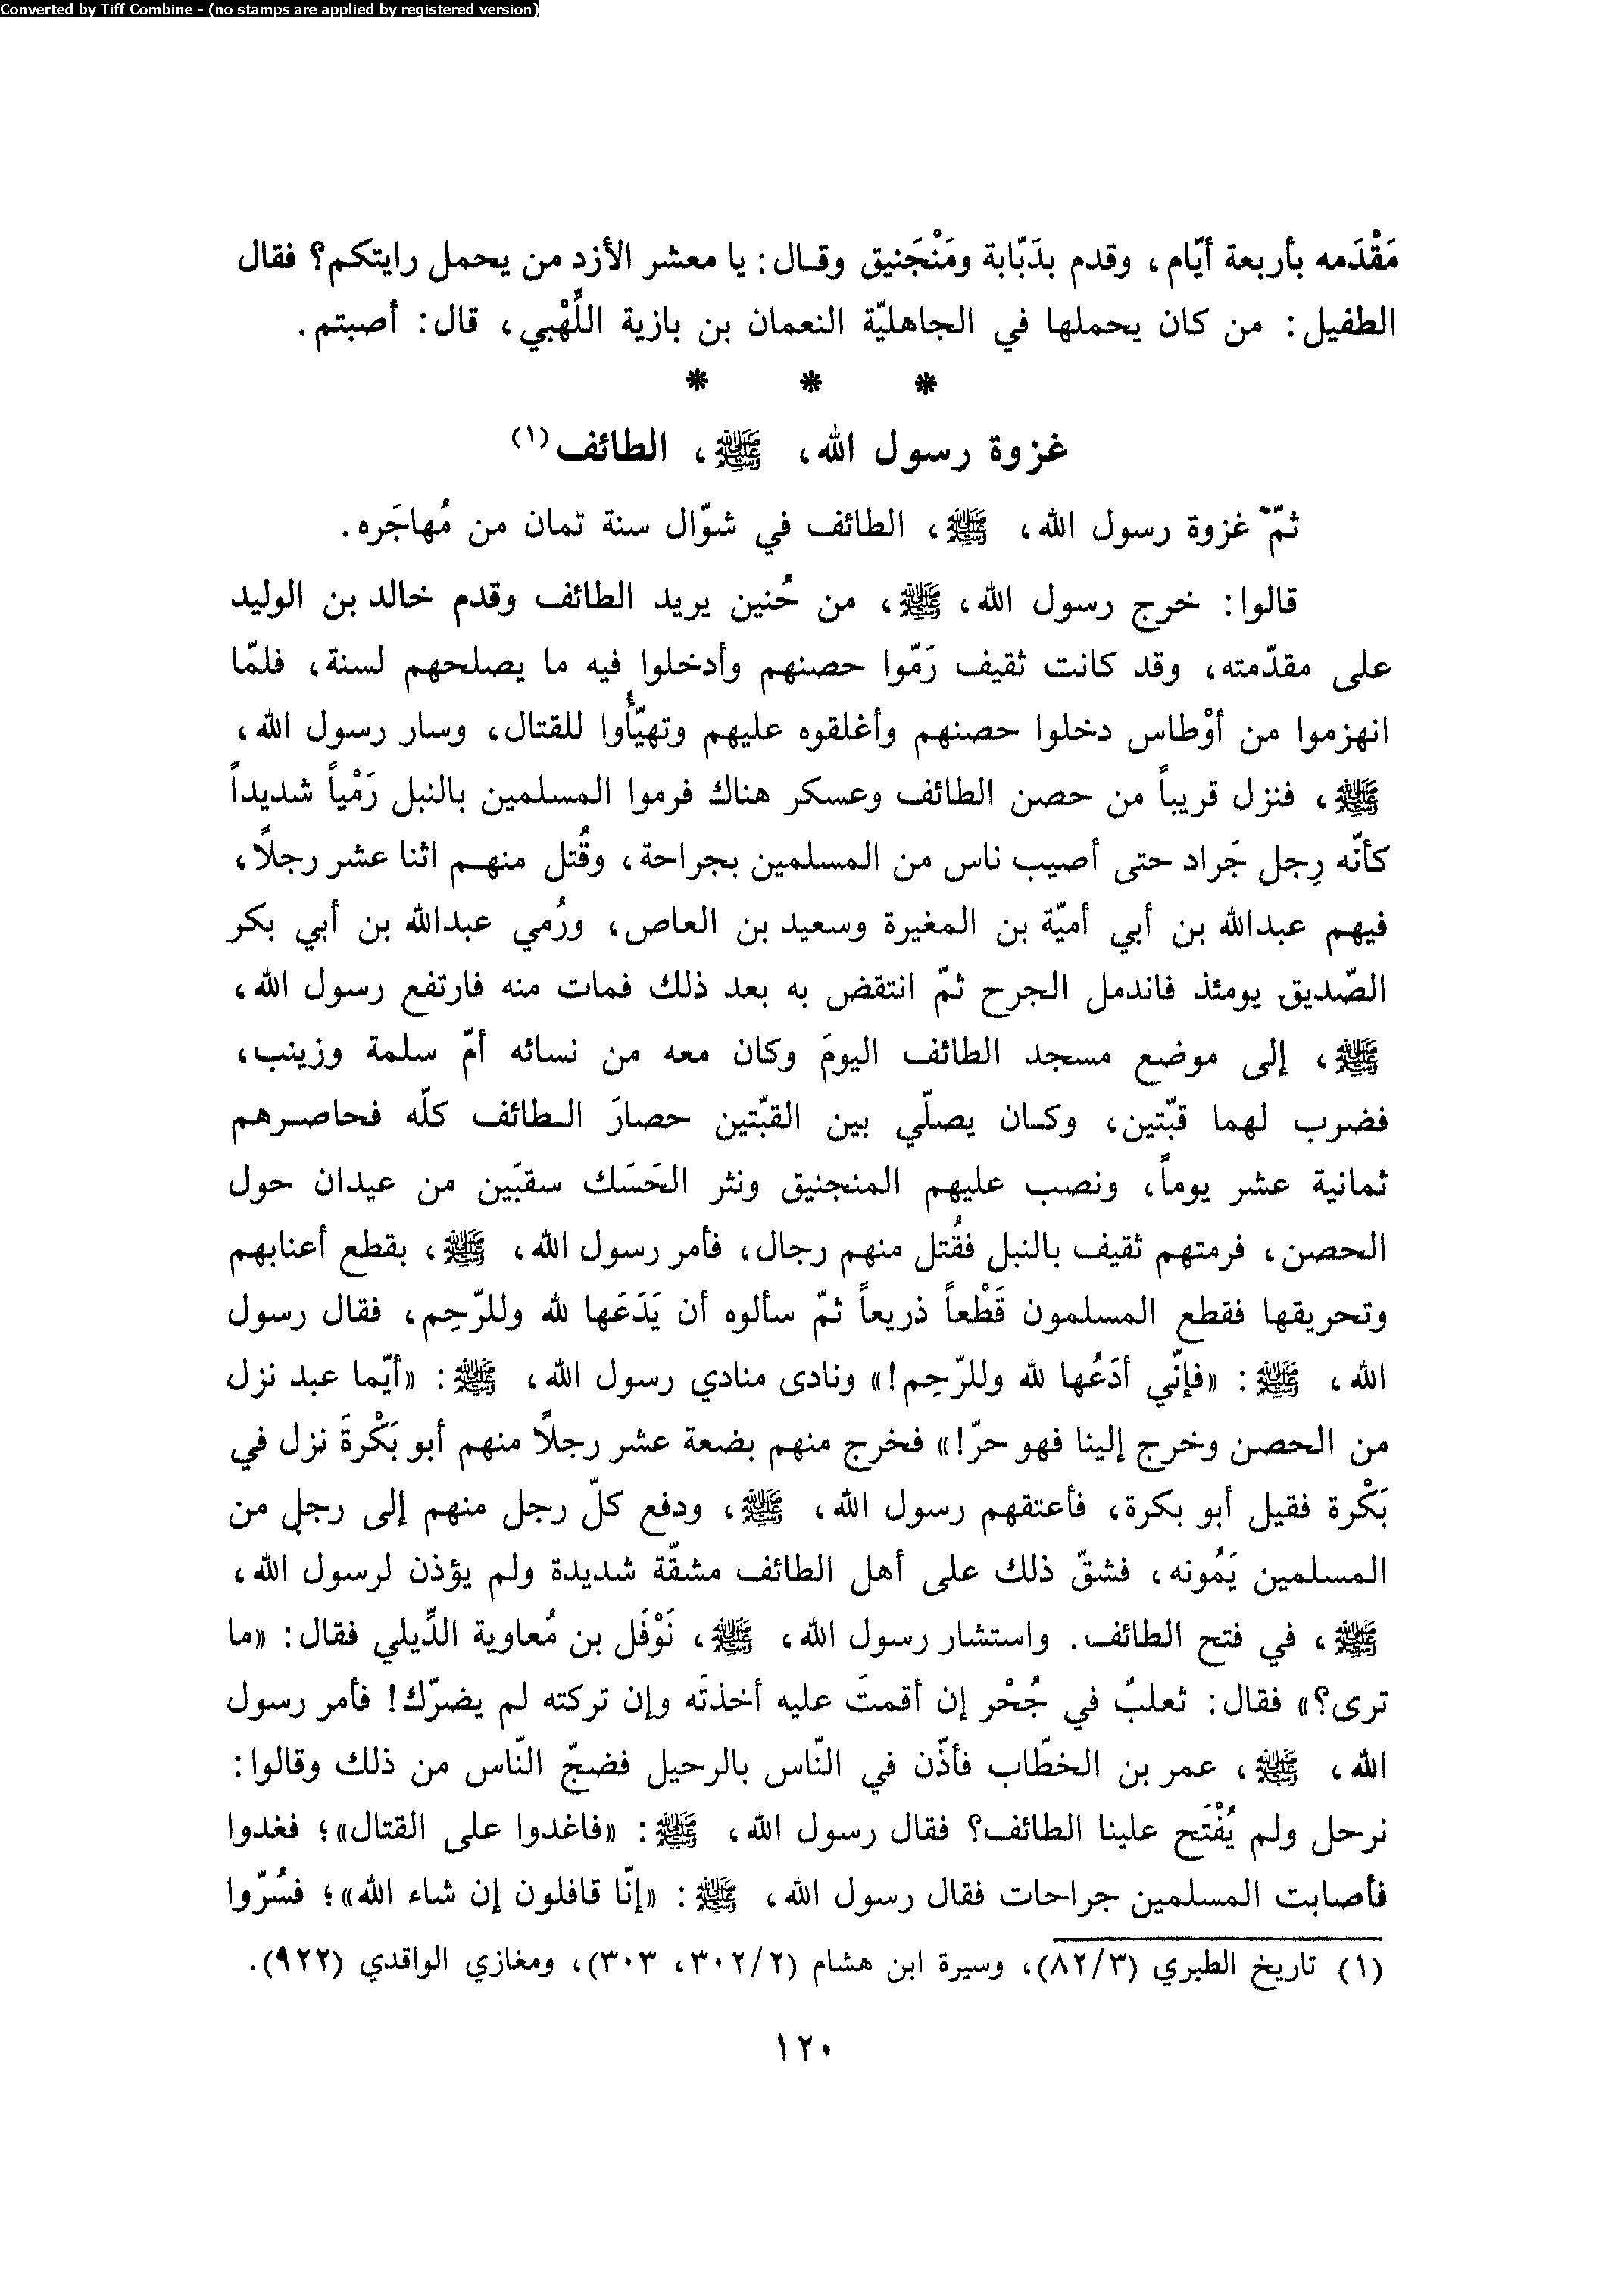 Converted by Tiff Combine - (no stamps are applied by registered version)
مَقْدَمه بأربعة أيّام، وقدم بدَبّابة ومَنْجَنيق وقال: يا معشر الأزد من يحمل رايتكم؟ فقال
الطفيل: من كان يحملها في الجاهليّة النعمان بن بازية اللِّهْبي، قال: أصبتم.
* * *
غزوة رسول الله، ﷺ، الطائف(١)
ثمّ غزوة رسول الله، ﷺ، الطائف في شوّال سنة ثمان من مُهاجَره.
قالوا: خرج رسول الله، ﷺ، من حُنين يريد الطائف وقدم خالد بن الوليد
على مقدّمته، وقد كانت ثقيف رَمّوا حصنهم وأدخلوا فيه ما يصلحهم لسنة، فلمّا
انهزموا من أوْطاس دخلوا حصنهم وأغلقوه عليهم وتهيّأوا للقتال، وسار رسول الله،
ﷺ، فنزل قريباً من حصن الطائف وعسكر هناك فرموا المسلمين بالنبل رَمْياً شديداً
كأنّه رِجل جَراد حتى أصيب ناس من المسلمين بجراحة، وقُتل منهم اثنا عشر رجلاً،
فيهم عبدالله بن أبي أميّة بن المغيرة وسعيد بن العاص، ورُمي عبدالله بن أبي بكر
الصّديق يومئذ فاندمل الجرح ثمّ انتقض به بعد ذلك فمات منه فارتفع رسول الله،
ﷺ، إلى موضع مسجد الطائف اليومَ وكان معه من نسائه أمّ سلمة وزينب،
فضرب لهما قبّتين، وكان يصلّي بين القبّتين حصارَ الطائف كلّه فحاصرهم
ثمانية عشر يوماً، ونصب عليهم المنجنيق ونثر الحَسَك سقبَين من عيدان حول
الحصن، فرمتهم ثقيف بالنبل فقُتل منهم رجال، فأمر رسول الله، ﷺ، بقطع أعنابهم
وتحريقها فقطع المسلمون قَطْعاً ذريعاً ثمّ سألوه أن يَدَعَها لله وللرّحِم، فقال رسول
الله، ﷺ: «فإنّي أدَعُها لله وللرّحِم!» ونادى منادي رسول الله، ﷺ: «أيّما عبد نزل
من الحصن وخرج إلينا فهو حرّ!» فخرج منهم بضعة عشر رجلاً منهم أبو بَكْرةَ نزل في
بَكْرة فقيل أبو بكرة، فأعتقهم رسول الله، ﷺ، ودفع كلّ رجل منهم إلى رجل من
المسلمين يَمُونه، فشقّ ذلك على أهل الطائف مشقّة شديدة ولم يؤذن لرسول الله،
ﷺ، في فتح الطائف. واستشار رسول الله، ﷺ، نَوْفَل بن مُعاوية الدِّيلي فقال: «ما
ترى؟» فقال: ثعلبٌ في جُحْر إن أقمتَ عليه أخذتَه وإن تركته لم يضرّك! فأمر رسول
الله، ﷺ، عمر بن الخطّاب فأذّن في النّاس بالرحيل فضجّ النّاس من ذلك وقالوا:
نرحل ولم يُفْتَح علينا الطائف؟ فقال رسول الله، ﷺ: «فاغدوا على القتال»؛ فغدوا
فأصابت المسلمين جراحات فقال رسول الله، ﷺ: «إنّا قافلون إن شاء الله»؛ فسُرّوا
(١) تاريخ الطبري (٨٢/٣)، وسيرة ابن هشام (٣٠٢/٢، ٣٠٣)، ومغازي الواقدي (٩٢٢).
١٢٠